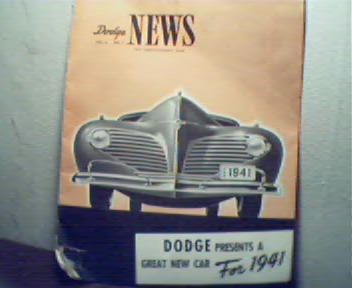 Dodge NEWS
1941
DODGE PRESENTS A
GREAT NEW CAR For 1941